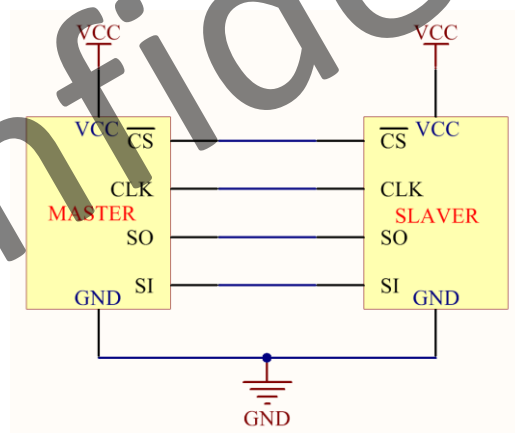 VCC VCC
VCC CS CS VCC
CLK CLK
MASTER SLAVER
SO SO
SI SI
GND GND
GND